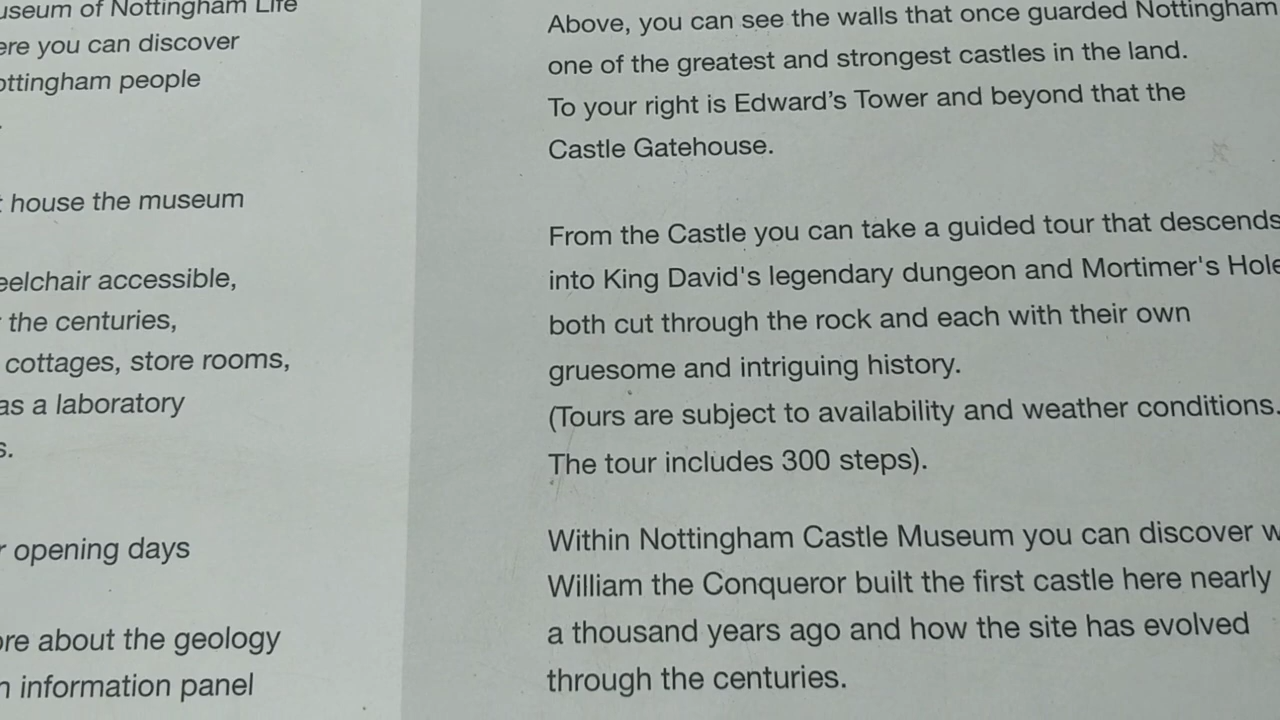 Museum of Nottingham Life
ere you can discover
ottingham people
.
house the museum
eelchair accessible,
the centuries,
cottages, store rooms,
as a laboratory
s.
r opening days
ore about the geology
n information panel
Above, you can see the walls that once guarded Nottingham
one of the greatest and strongest castles in the land.
To your right is Edward's Tower and beyond that the
Castle Gatehouse.
From the Castle you can take a guided tour that descends
into King David's legendary dungeon and Mortimer's Hole
both cut through the rock and each with their own
gruesome and intriguing history.
(Tours are subject to availability and weather conditions.
The tour includes 300 steps).
Within Nottingham Castle Museum you can discover w
William the Conqueror built the first castle here nearly
a thousand years ago and how the site has evolved
through the centuries.